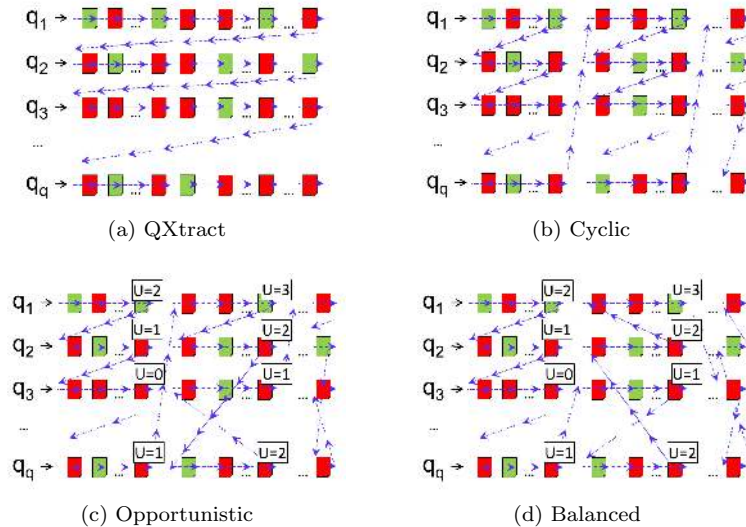 q1
q2
q3
...
qq
... ...
... ...
... ...
... ...
(a) QXtract
q1
q2
q3
...
qq
... ...
... ...
... ...
... ...
(b) Cyclic
q1 U=2 U=3
... ...
q2 U=1 U=2
... ...
q3 U=0 U=1
... ...
...
qq U=1 U=2
... ...
(c) Opportunistic
q1 U=2 U=3
... ...
q2 U=1 U=2
... ...
q3 U=0 U=1
... ...
...
qq U=1 U=2
... ...
(d) Balanced